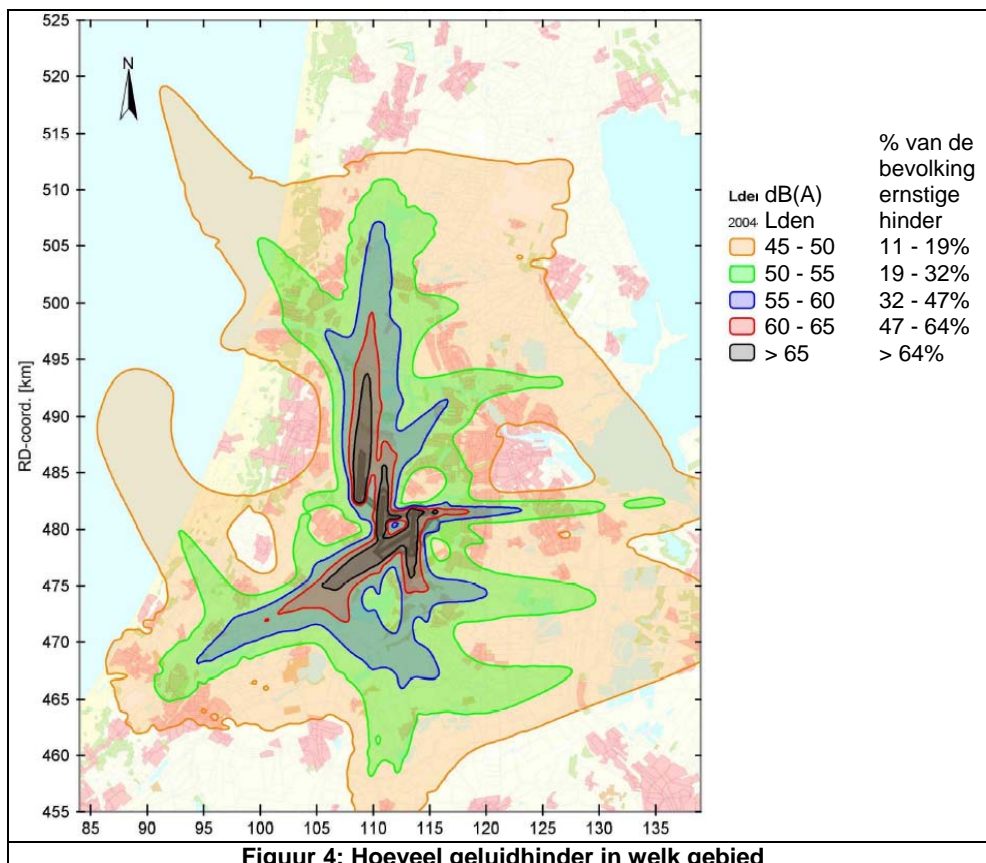 525
520
515
510
505
500
495
490
485
480
475
470
465
460
455
RD-coord. [km]
N
85 90 95 100 105 110 115 120 125 130 135
% van de
bevolking
ernstige
hinder
Lde dB(A)
2004 Lden
45 - 50 11 - 19%
50 - 55 19 - 32%
55 - 60 32 - 47%
60 - 65 47 - 64%
> 65 > 64%
Figuur 4: Hoeveel geluidhinder in welk gebied